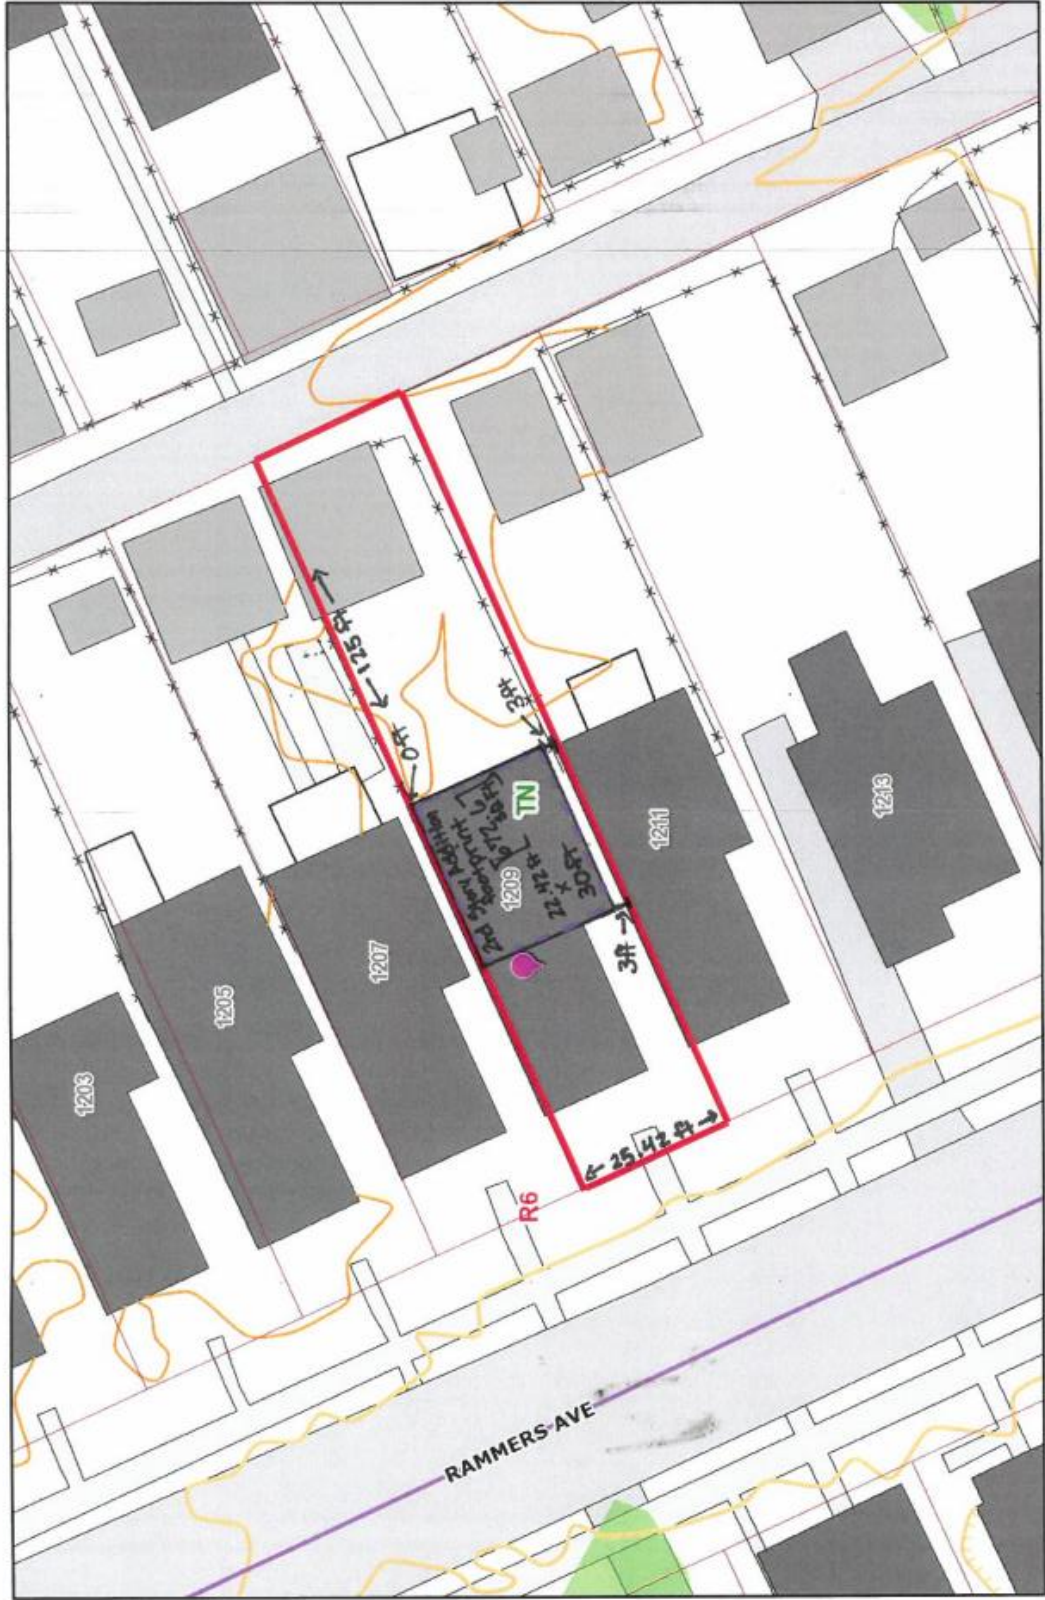 125 ft
0 ft
3 ft
TN
2nd Story Addition
footprint
[672.6
sq ft]
22.42 ft
x
30 ft
3 ft
1203
1205
1207
1209
1211
1213
25.42 ft
R6
RAMMERS AVE